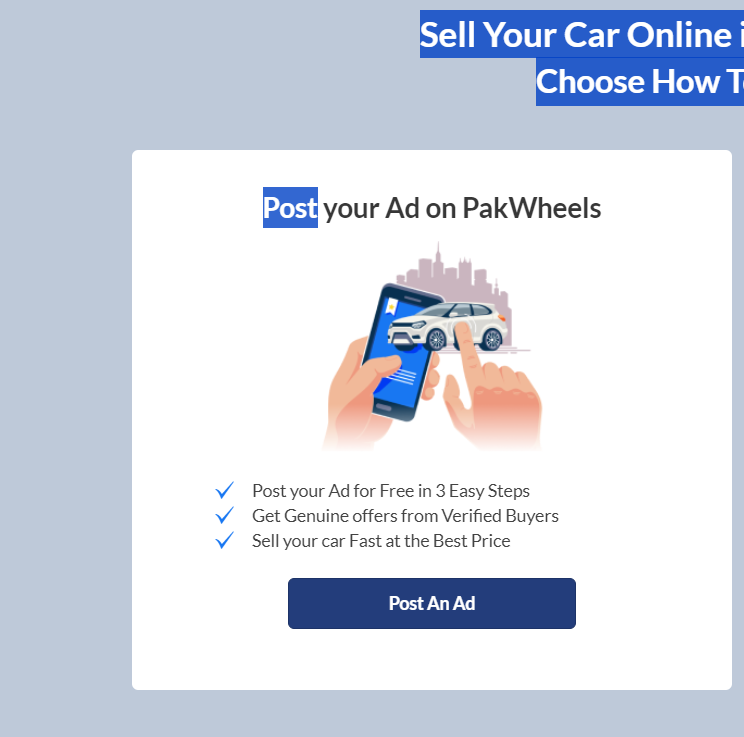 Sell Your Car Online
Choose How
Post your Ad on PakWheels
Post your Ad for Free in 3 Easy Steps
Get Genuine offers from Verified Buyers
Sell your car Fast at the Best Price
Post An Ad